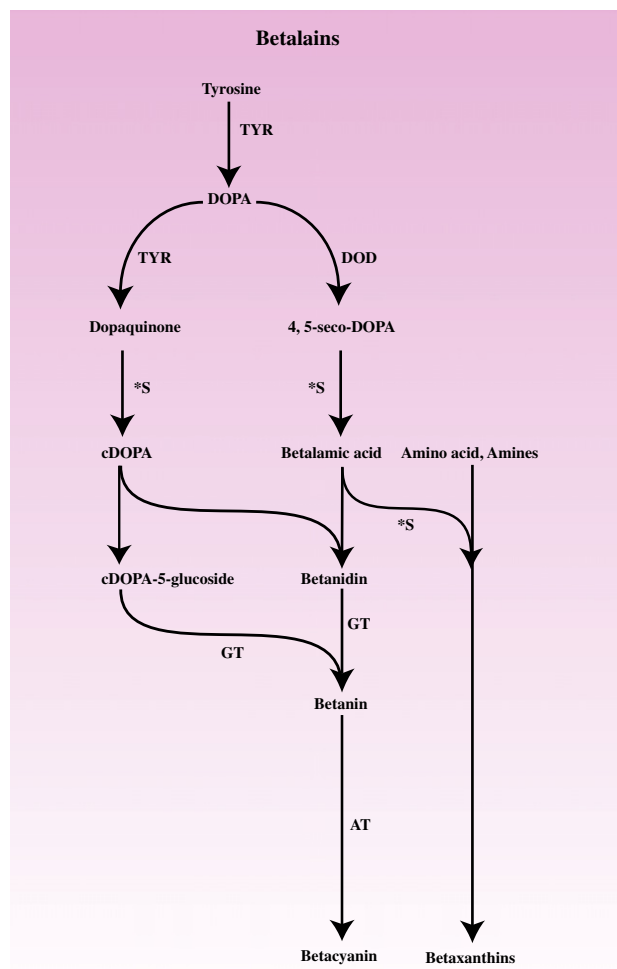 Betalains
Tyrosine
TYR
DOPA
TYR
DOD
Dopaquinone
4, 5-seco-DOPA
*S
*S
cDOPA
Betalamic acid
Amino acid, Amines
*S
cDOPA-5-glucoside
Betanidin
GT
GT
Betanin
AT
Betacyanin
Betaxanthins